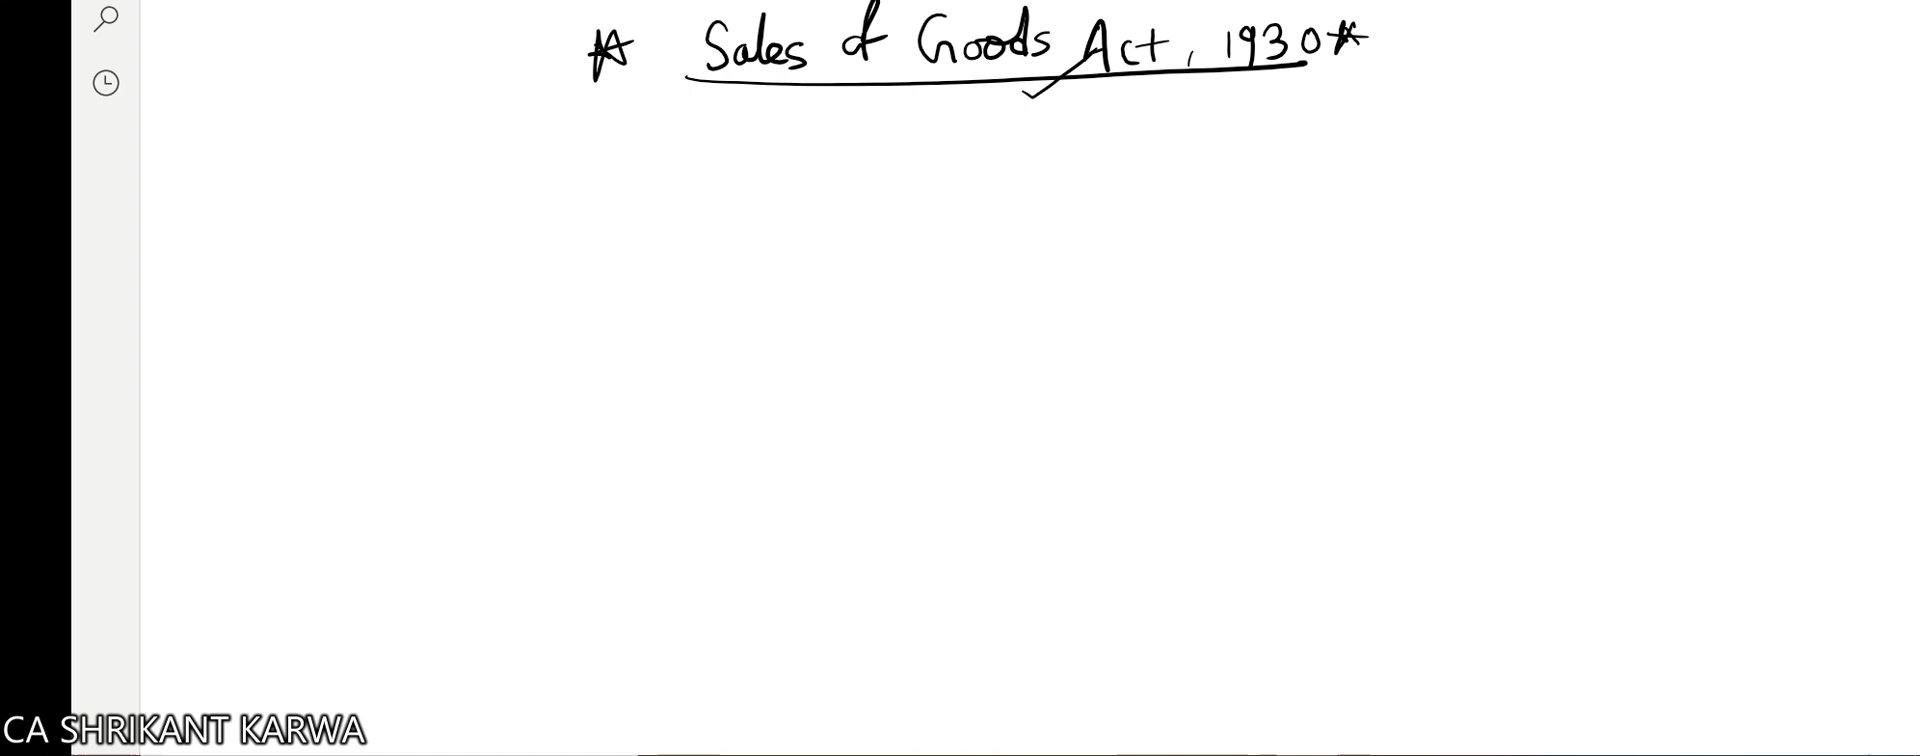 ☆ Sales of Goods Act, 1930 ☆
CA SHRIKANT KARWA